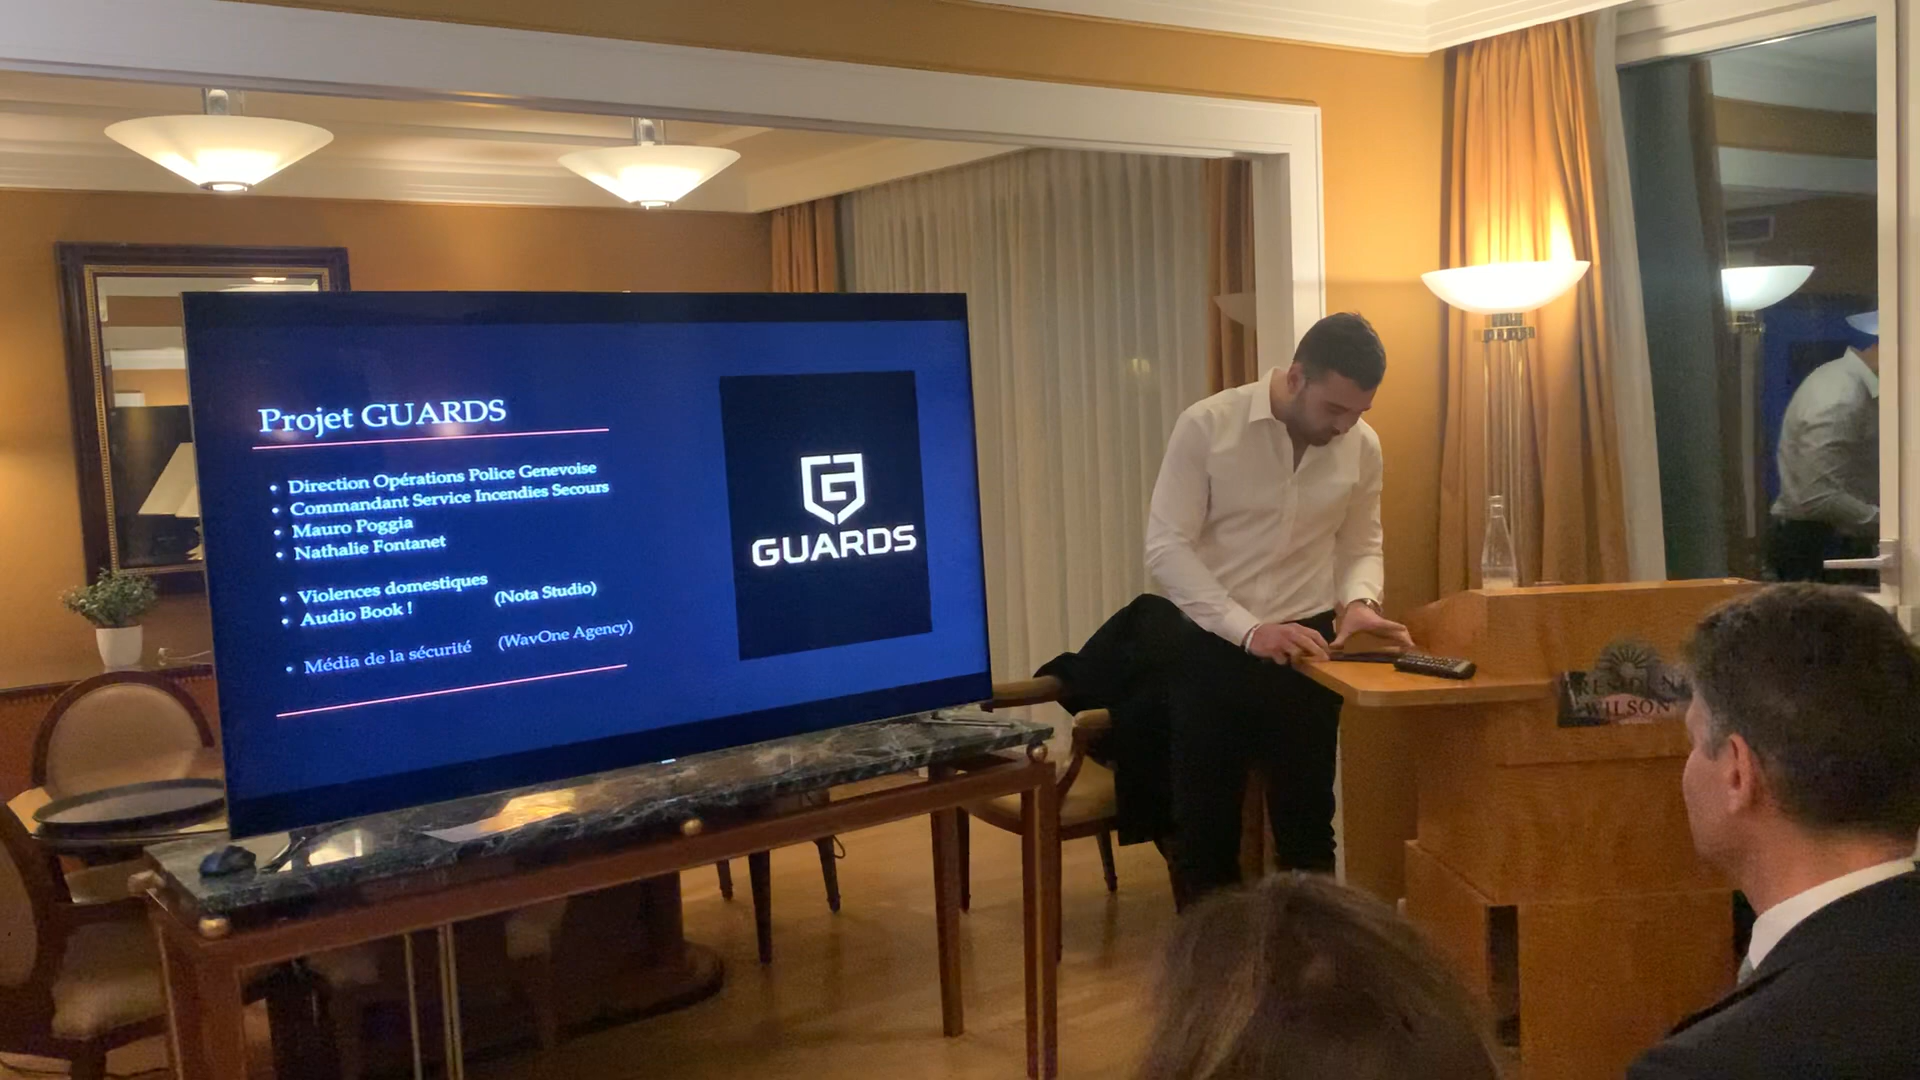 Projet GUARDS
• Direction Opérations Police Genevoise
• Commandant Service Incendies Secours
• Mauro Poggia
• Nathalie Fontanet
• Violences domestiques
• Audio Book ! (Nota Studio)
• Média de la sécurité (WavOne Agency)
GUARDS
PRESIDENT
WILSON